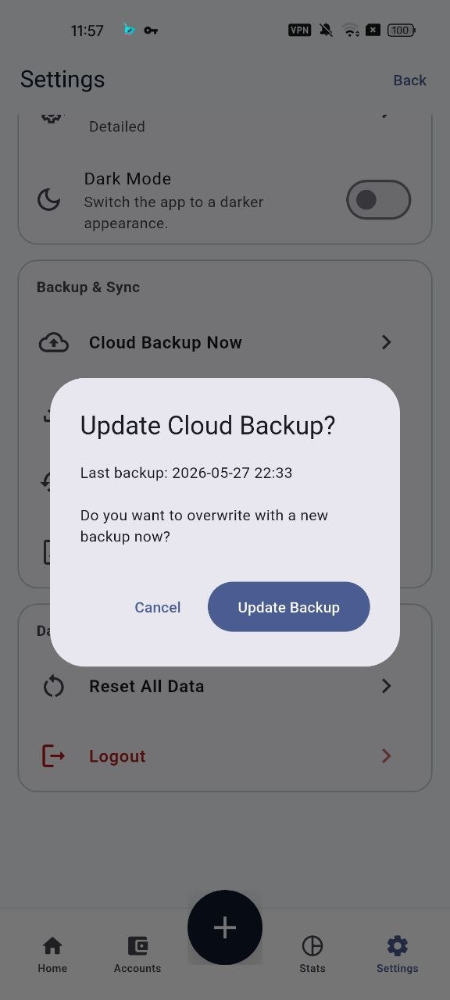 11:57
VPN
100
Settings
Back
Detailed
Dark Mode
Switch the app to a darker
appearance.
Backup & Sync
Cloud Backup Now
Update Cloud Backup?
Last backup: 2026-05-27 22:33
Do you want to overwrite with a new
backup now?
Cancel
Update Backup
Reset All Data
Logout
Home
Accounts
Stats
Settings